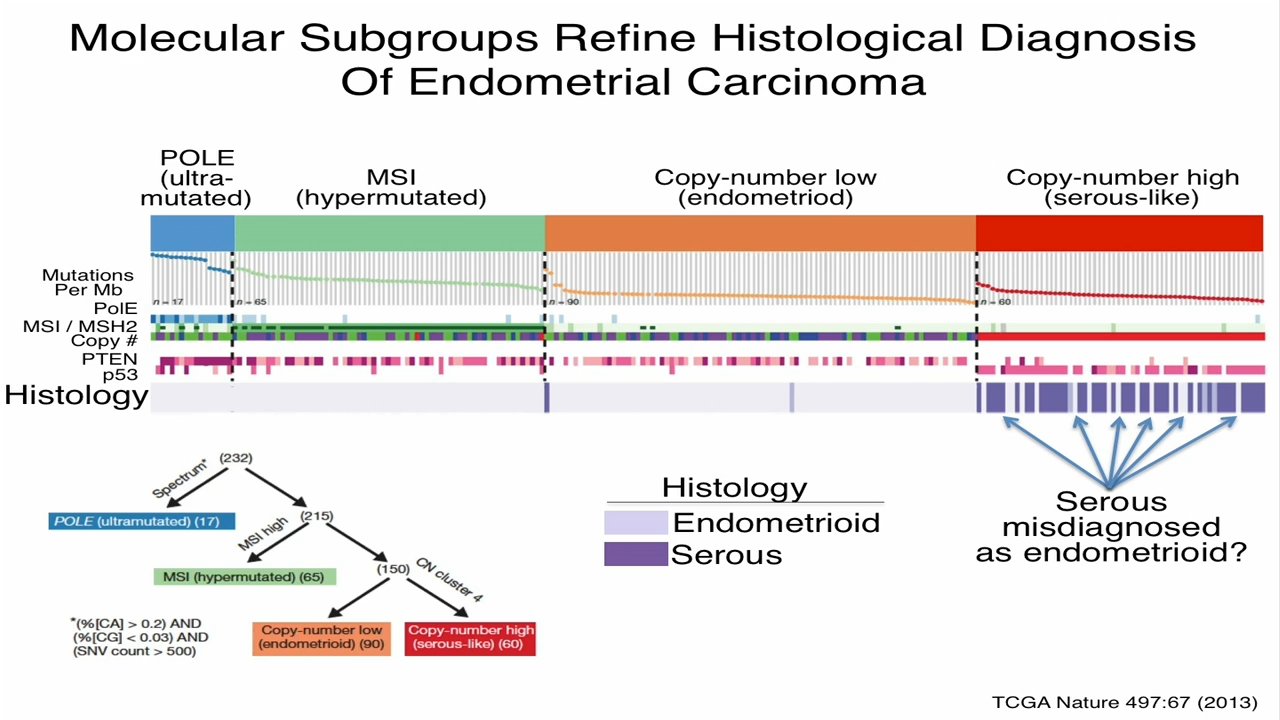 Molecular Subgroups Refine Histological Diagnosis
Of Endometrial Carcinoma
POLE
(ultra-
mutated)
MSI
(hypermutated)
Copy-number low
(endometriod)
Copy-number high
(serous-like)
Mutations
Per Mb
n = 17
n = 65
n = 90
n = 60
PolE
MSI / MSH2
Copy #
PTEN
p53
Histology
(232)
Spectrum*
POLE (ultramutated) (17)
(215)
MSI high
MSI (hypermutated) (65)
(150)
CN cluster 4
*(%[CA] > 0.2) AND
(%[CG] < 0.03) AND
(SNV count > 500)
Copy-number low
(endometrioid) (90)
Copy-number high
(serous-like) (60)
Histology
Endometrioid
Serous
Serous
misdiagnosed
as endometrioid?
TCGA Nature 497:67 (2013)